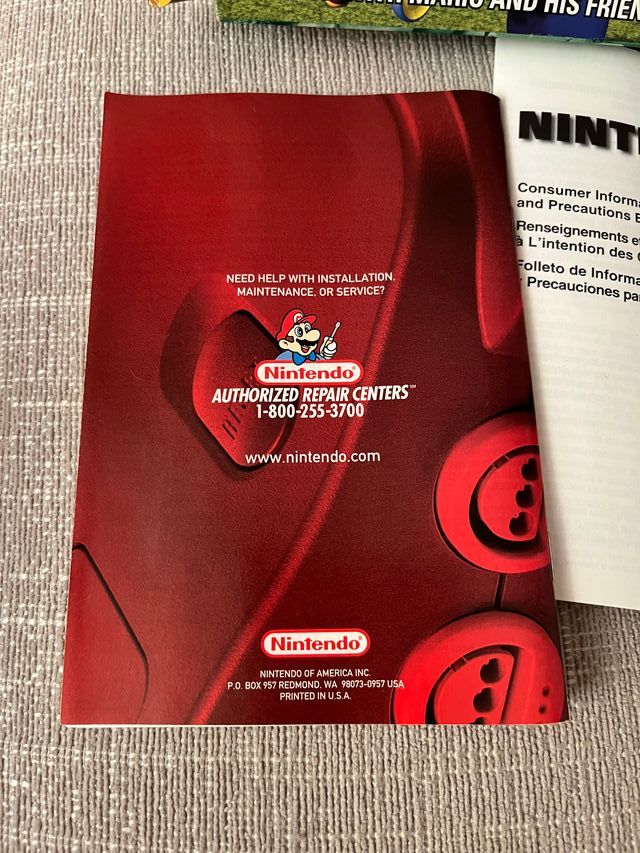 MARIO AND HIS
NINT
Consumer Informa
and Precautions
Renseignements e
à L'intention des
Folleto de Informa
Precauciones pa
NEED HELP WITH INSTALLATION,
MAINTENANCE, OR SERVICE?
Nintendo®
AUTHORIZED REPAIR CENTERS℠
1-800-255-3700
www.nintendo.com
Nintendo®
NINTENDO OF AMERICA INC.
P.O. BOX 957 REDMOND, WA 98073-0957 USA
PRINTED IN U.S.A.